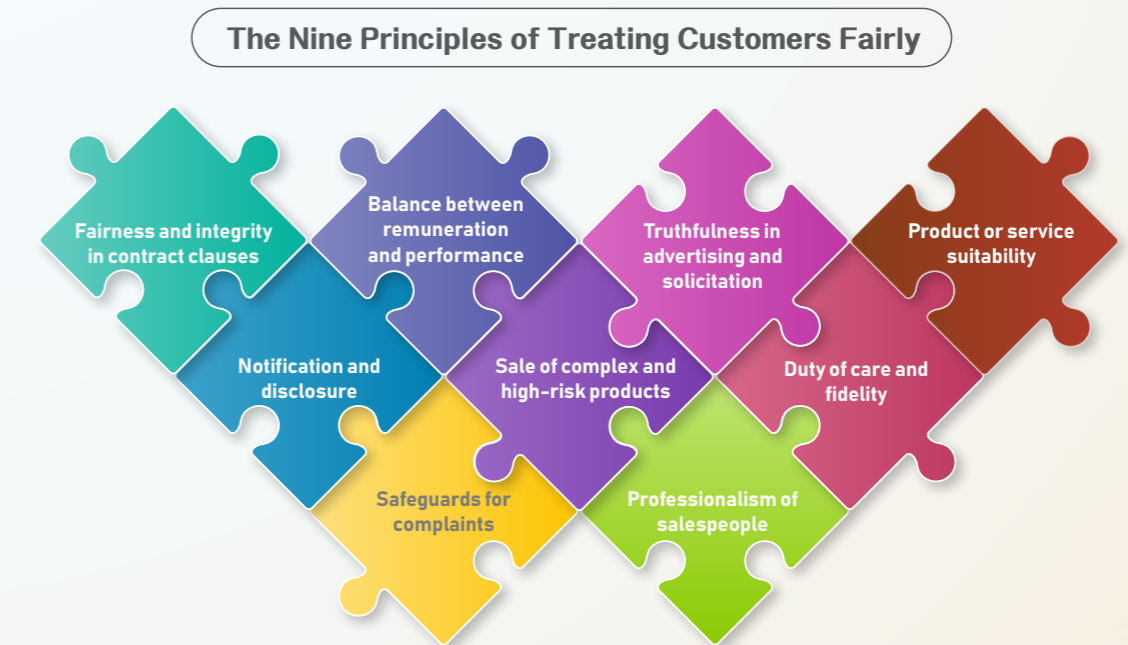 The Nine Principles of Treating Customers Fairly
Fairness and integrity
in contract clauses
Balance between
remuneration
and performance
Truthfulness in
advertising and
solicitation
Product or service
suitability
Notification and
disclosure
Sale of complex and
high-risk products
Duty of care and
fidelity
Safeguards for
complaints
Professionalism of
salespeople